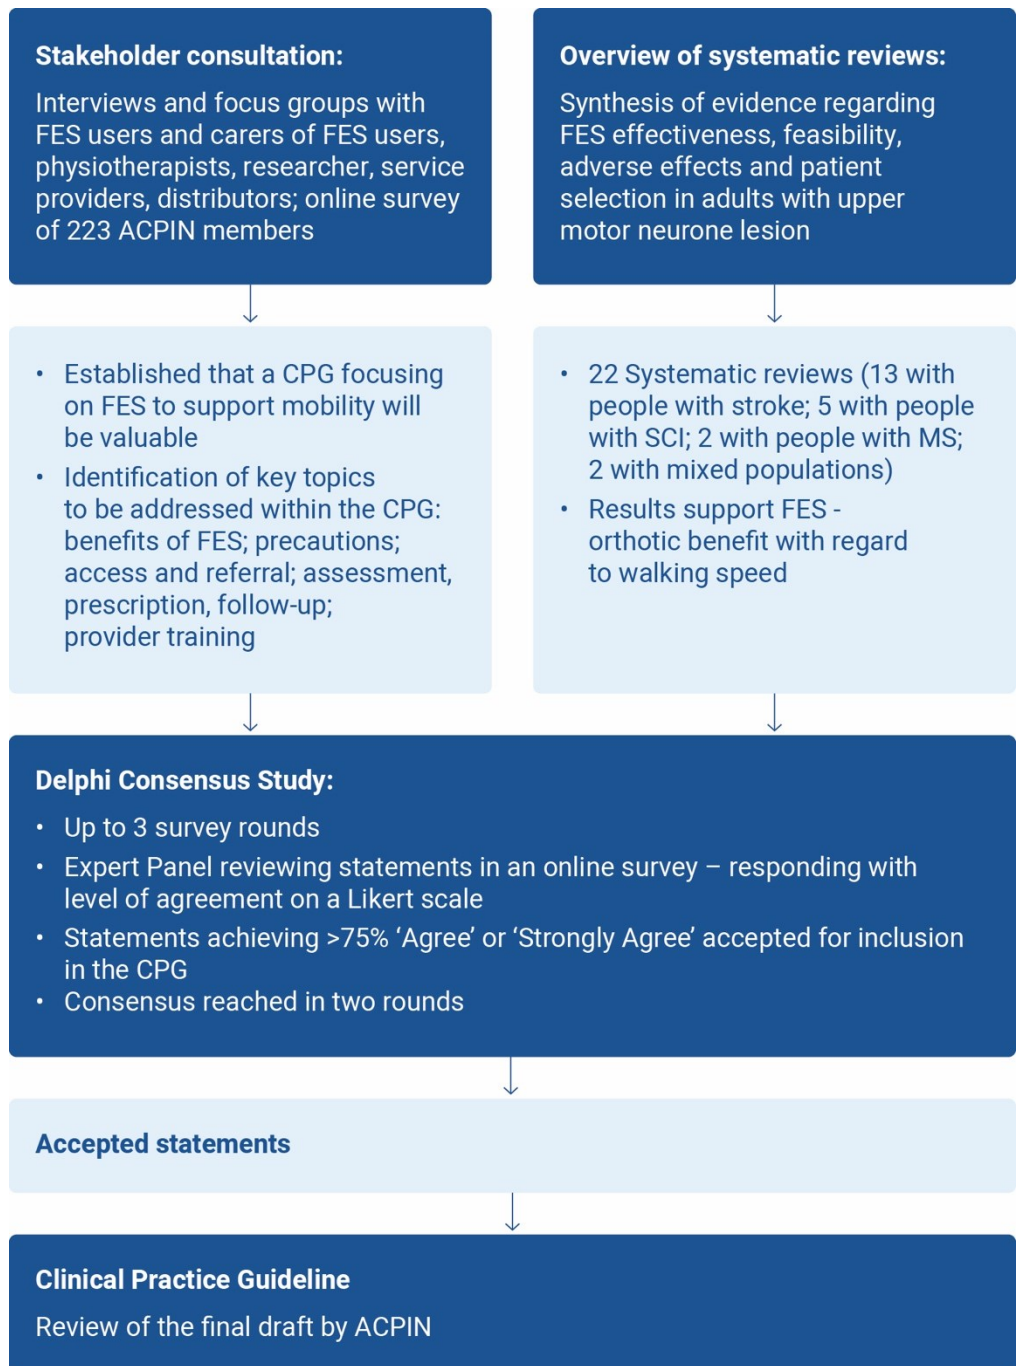 Stakeholder consultation:
Interviews and focus groups with
FES users and carers of FES users,
physiotherapists, researcher, service
providers, distributors; online survey
of 223 ACPIN members
Overview of systematic reviews:
Synthesis of evidence regarding
FES effectiveness, feasibility,
adverse effects and patient
selection in adults with upper
motor neurone lesion
• Established that a CPG focusing
on FES to support mobility will
be valuable
• Identification of key topics
to be addressed within the CPG:
benefits of FES; precautions;
access and referral; assessment,
prescription, follow-up;
provider training
• 22 Systematic reviews (13 with
people with stroke; 5 with people
with SCI; 2 with people with MS;
2 with mixed populations)
• Results support FES -
orthotic benefit with regard
to walking speed
Delphi Consensus Study:
• Up to 3 survey rounds
• Expert Panel reviewing statements in an online survey – responding with
level of agreement on a Likert scale
• Statements achieving >75% ‘Agree’ or ‘Strongly Agree’ accepted for inclusion
in the CPG
• Consensus reached in two rounds
Accepted statements
Clinical Practice Guideline
Review of the final draft by ACPIN